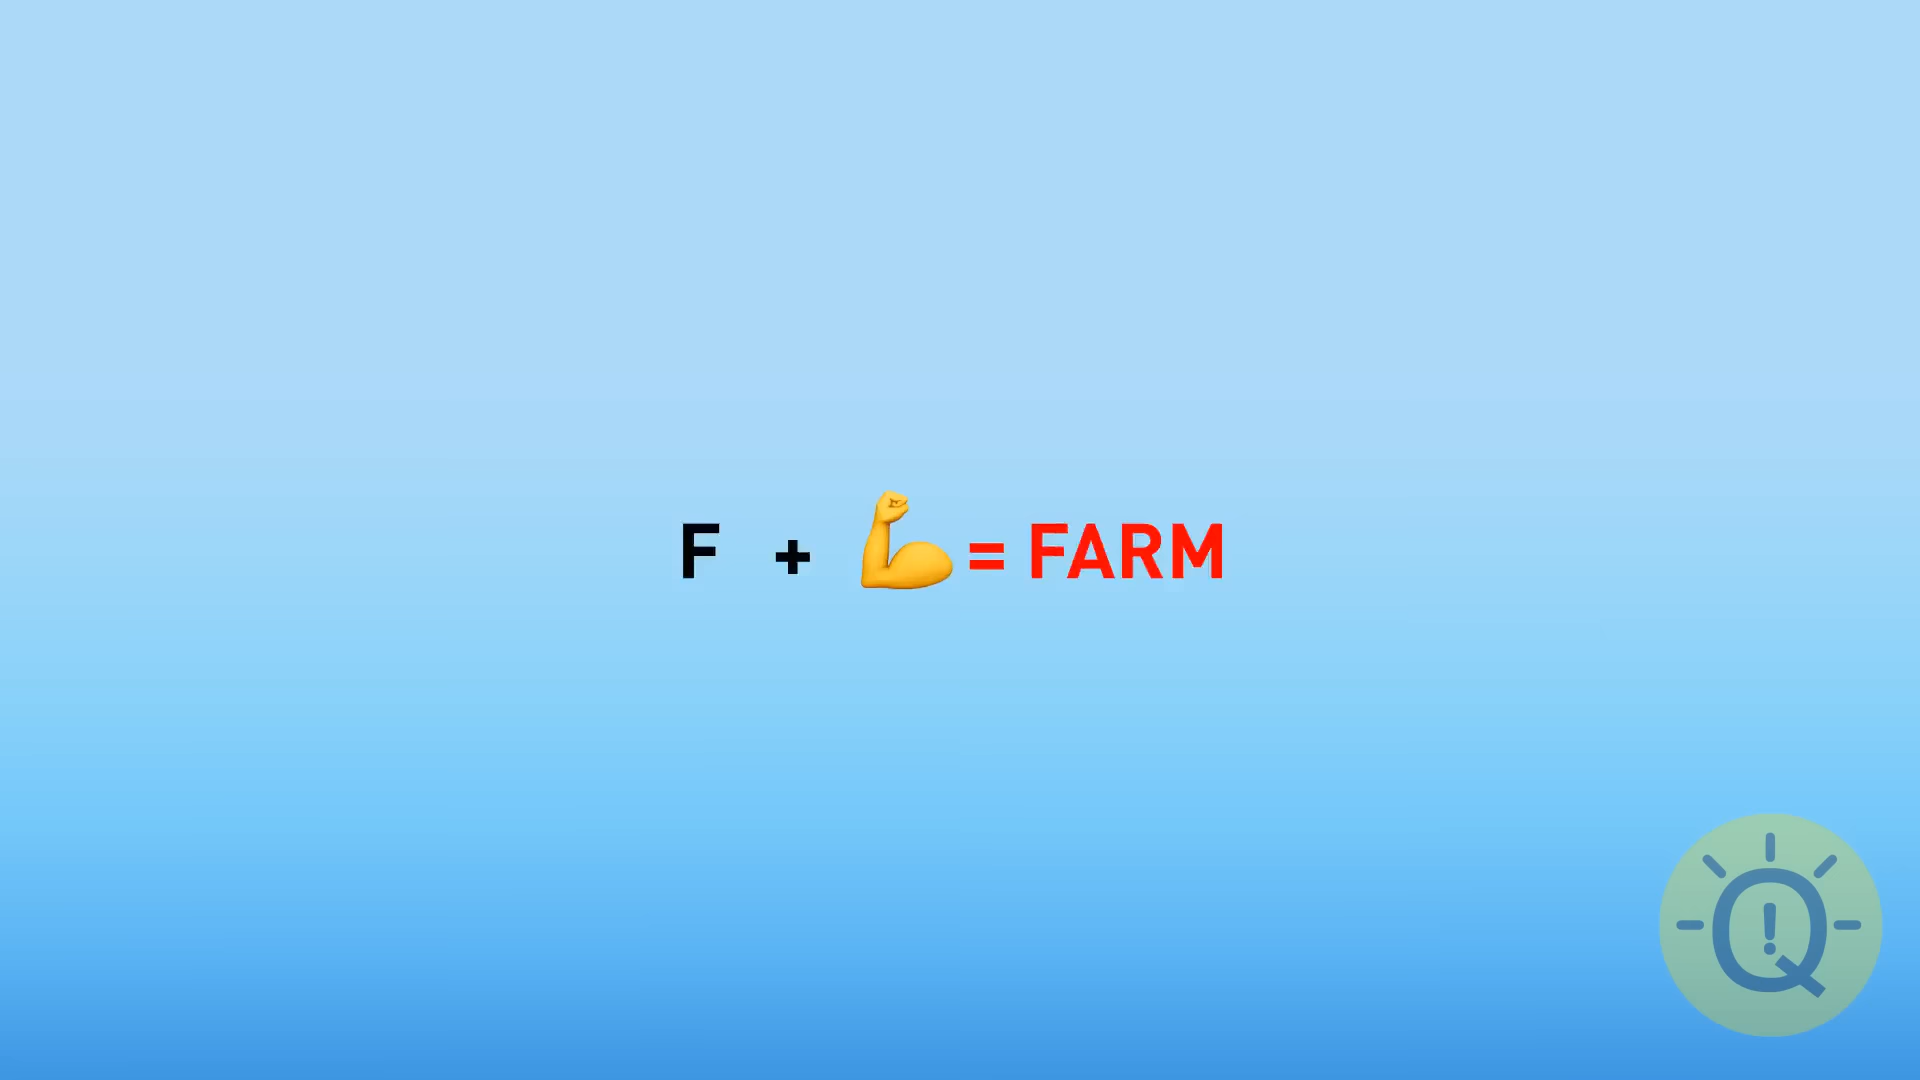 F + 💪 = FARM
Q!